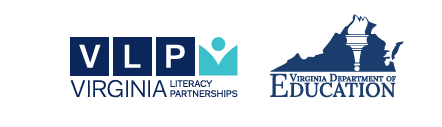 VLP
VIRGINIA LITERACY PARTNERSHIPS
VIRGINIA DEPARTMENT OF
EDUCATION